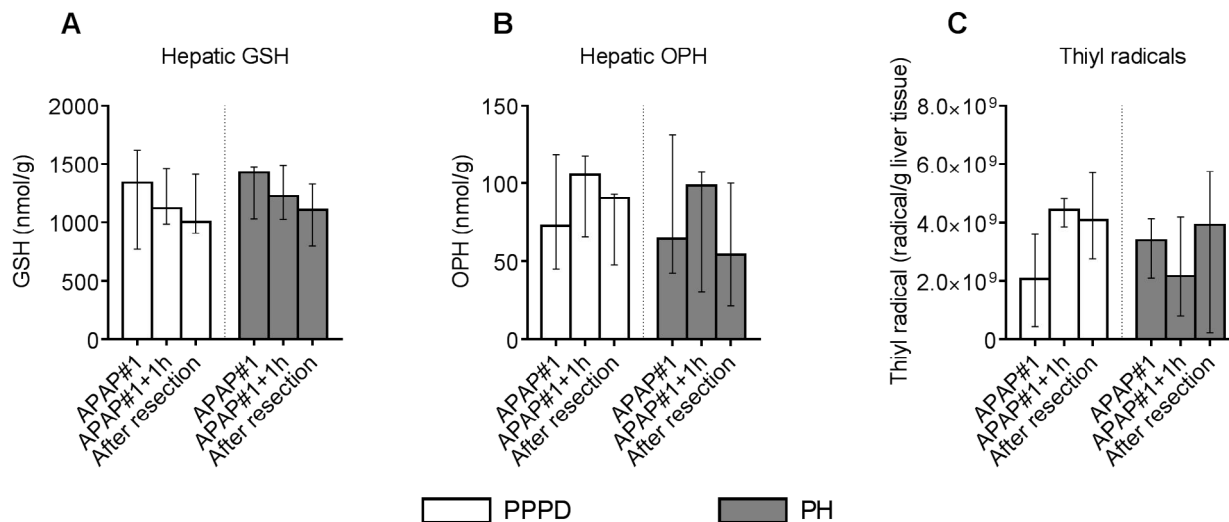 A
Hepatic GSH
GSH (nmol/g)
2000
1500
1000
500
0
APAP#1
APAP#1+1h
After resection
APAP#1
APAP#1+1h
After resection
B
Hepatic OPH
OPH (nmol/g)
150
100
50
0
APAP#1
APAP#1+1h
After resection
APAP#1
APAP#1+1h
After resection
C
Thiyl radicals
Thiyl radical (radical/g liver tissue)
8.0×10⁹
6.0×10⁹
4.0×10⁹
2.0×10⁹
0
APAP#1
APAP#1+1h
After resection
APAP#1
APAP#1+1h
After resection
PPPD
PH